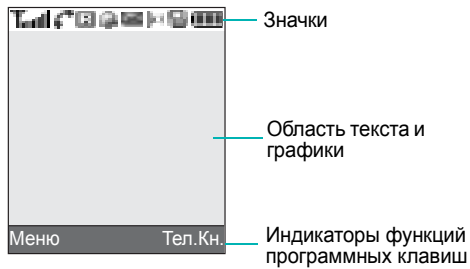 Значки
Область текста и
графики
Меню Тел.Кн.
Индикаторы функций
программных клавиш